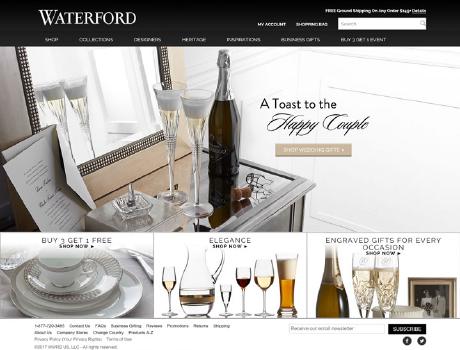 WATERFORD
FREE Ground Shipping On Any Order $149+ Details
MY ACCOUNT SHOPPING BAG Search
SHOP COLLECTIONS DESIGNERS HERITAGE INSPIRATIONS BUSINESS GIFTS BUY 3 GET 1 EVENT
A Toast to the
Happy Couple
SHOP WEDDING GIFTS
BUY 3 GET 1 FREE
SHOP NOW
ELEGANCE
SHOP NOW
ENGRAVED GIFTS FOR EVERY
OCCASION
SHOP NOW
1-877-720-3485 Contact Us FAQs Business Gifting Reviews Promotions Returns Shipping
About Us Company Stores Change Country Products A-Z
Privacy Policy (Your Privacy Rights) Terms of Use
©2017 WWRD US, LLC - All rights reserved.
Receive our email newsletter
SUBSCRIBE